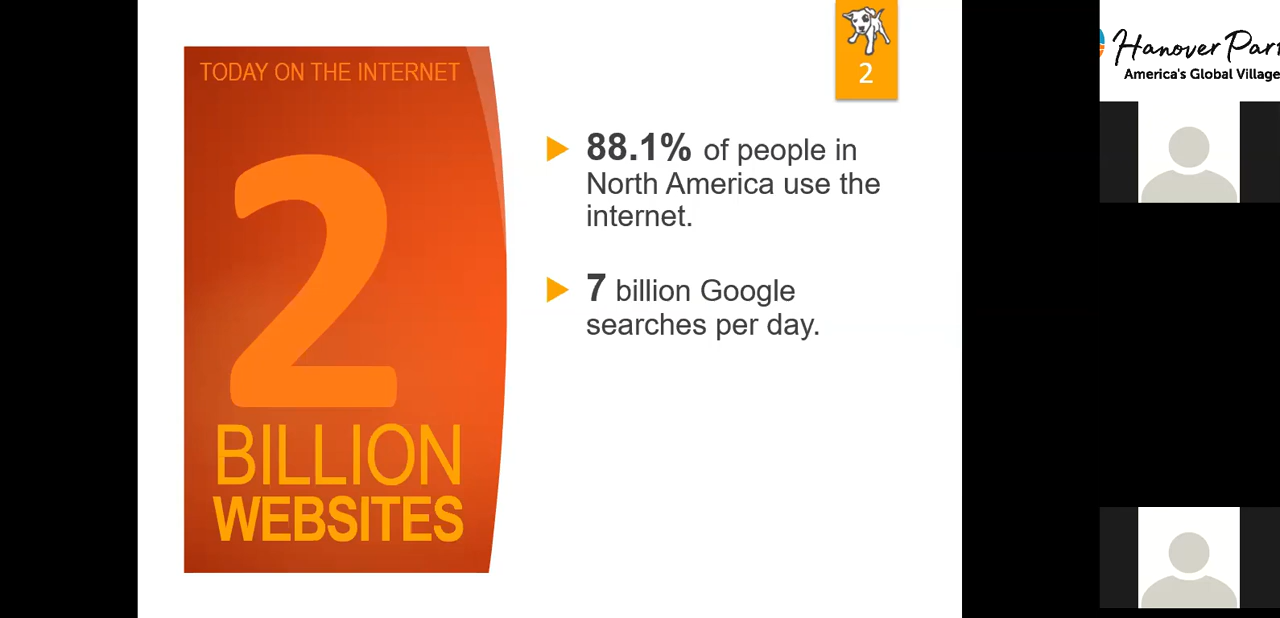 TODAY ON THE INTERNET
2
BILLION
WEBSITES
2
88.1% of people in
North America use the
internet.
7 billion Google
searches per day.
Hanover Par
America's Global Village